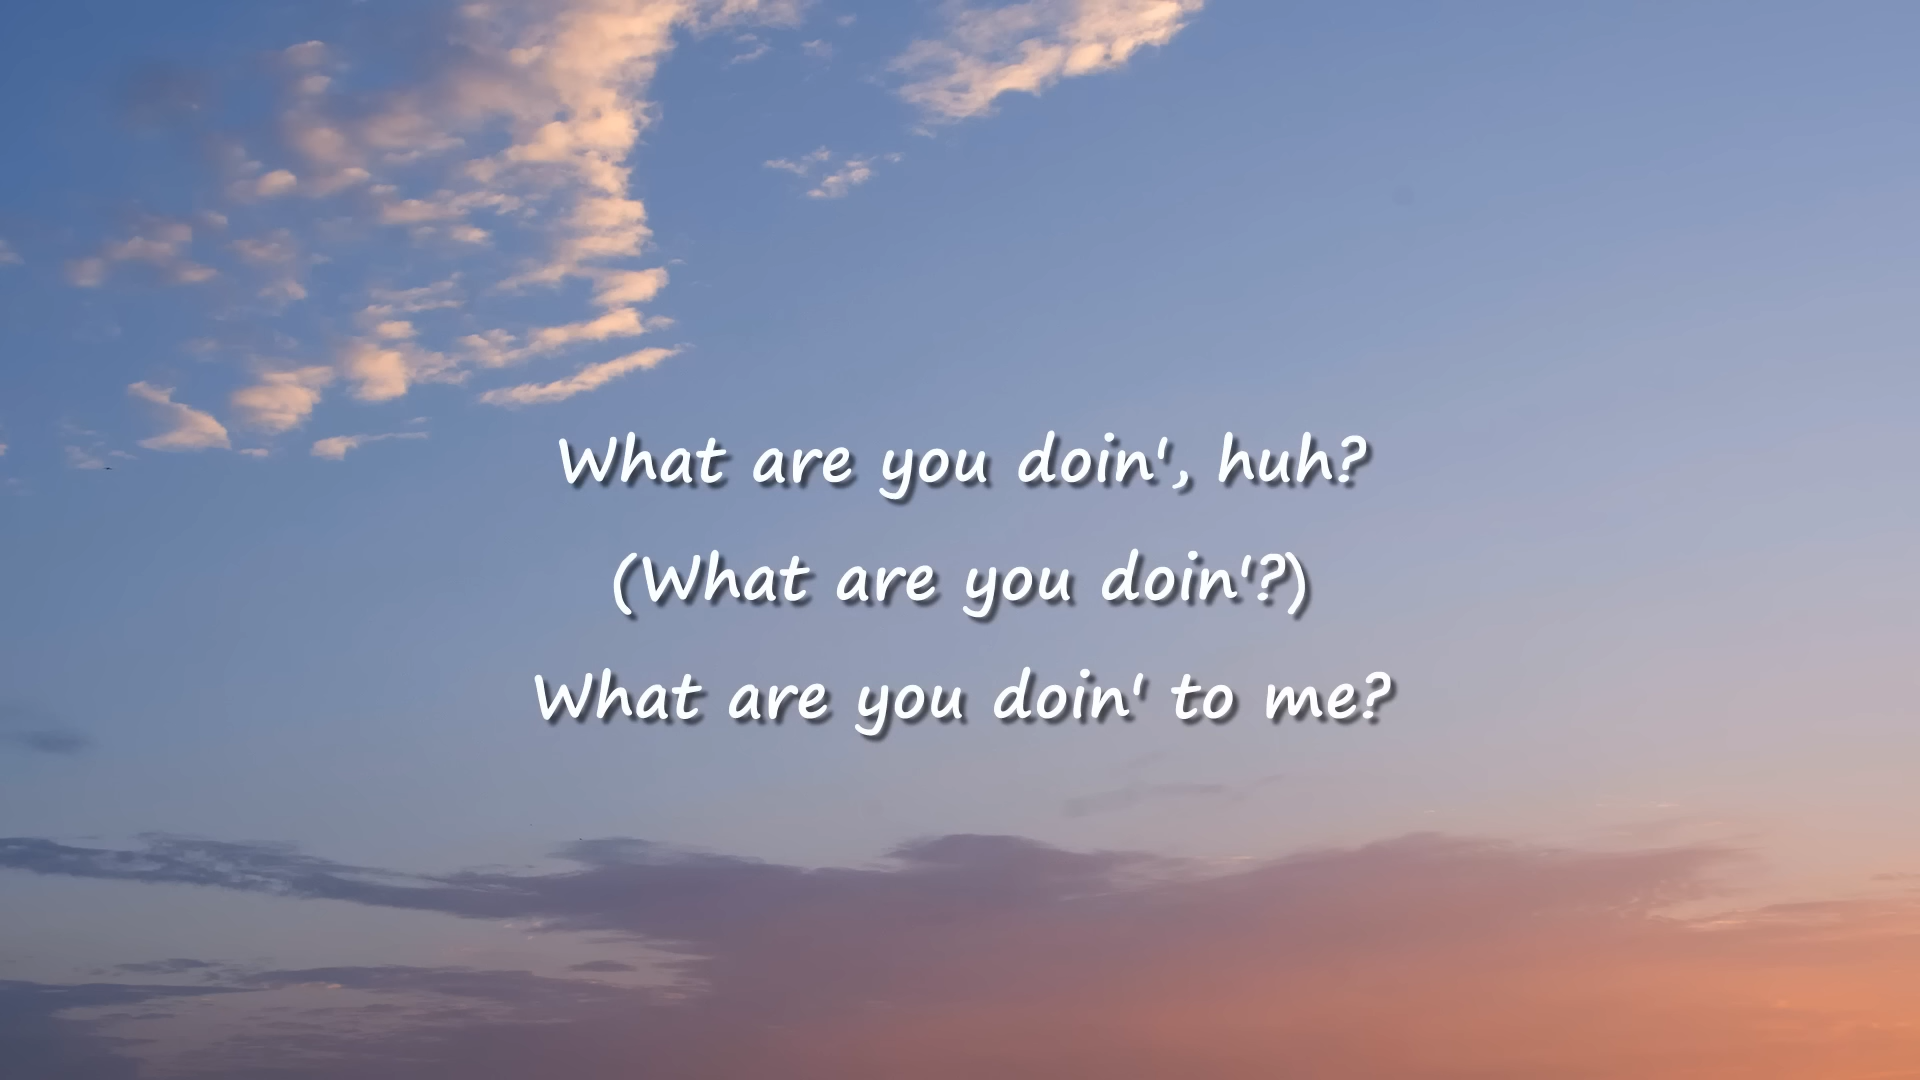 What are you doin', huh?
(What are you doin'?)
What are you doin' to me?